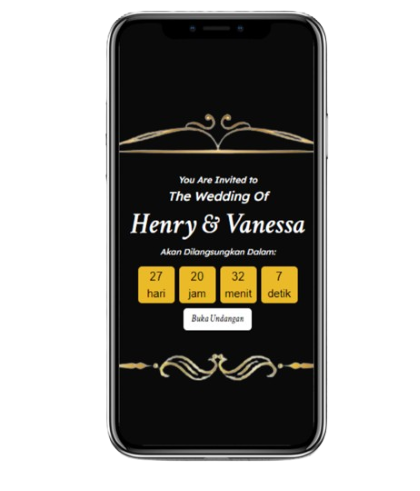 You Are Invited to
The Wedding Of
Henry & Vanessa
Akan Dilangsungkan Dalam:
27 20 32 7
hari jam menit detik
Buka Undangan